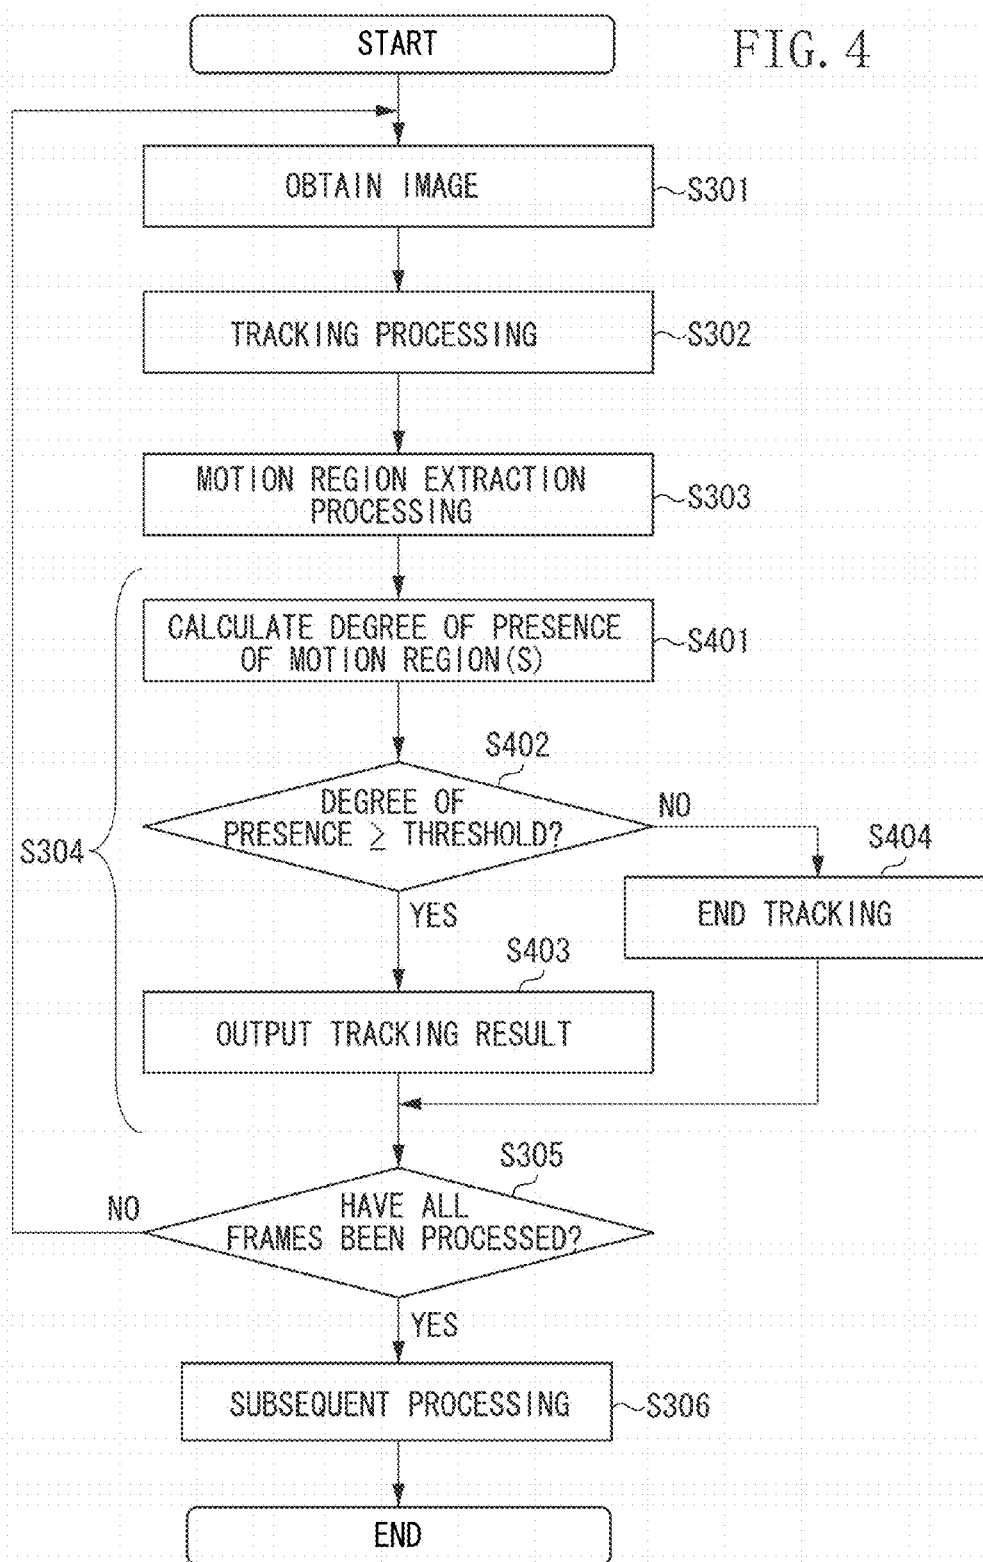 START
FIG. 4
OBTAIN IMAGE
S301
TRACKING PROCESSING
S302
MOTION REGION EXTRACTION
PROCESSING
S303
CALCULATE DEGREE OF PRESENCE
OF MOTION REGION(S)
S401
S402
DEGREE OF
PRESENCE ≥ THRESHOLD?
NO
S304
S404
END TRACKING
YES
S403
OUTPUT TRACKING RESULT
S305
HAVE ALL
FRAMES BEEN PROCESSED?
NO
YES
SUBSEQUENT PROCESSING
S306
END